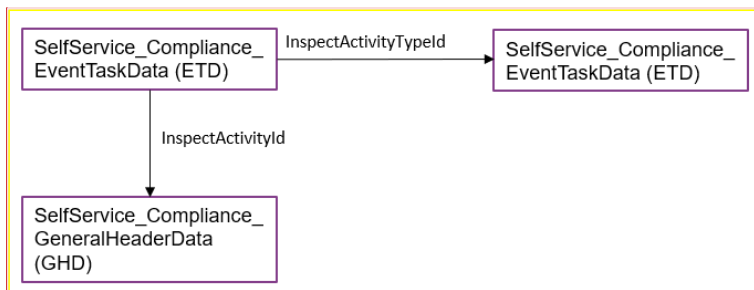 SelfService_Compliance_
EventTaskData (ETD)
InspectActivityTypeId
SelfService_Compliance_
EventTaskData (ETD)
InspectActivityId
SelfService_Compliance_
GeneralHeaderData
(GHD)